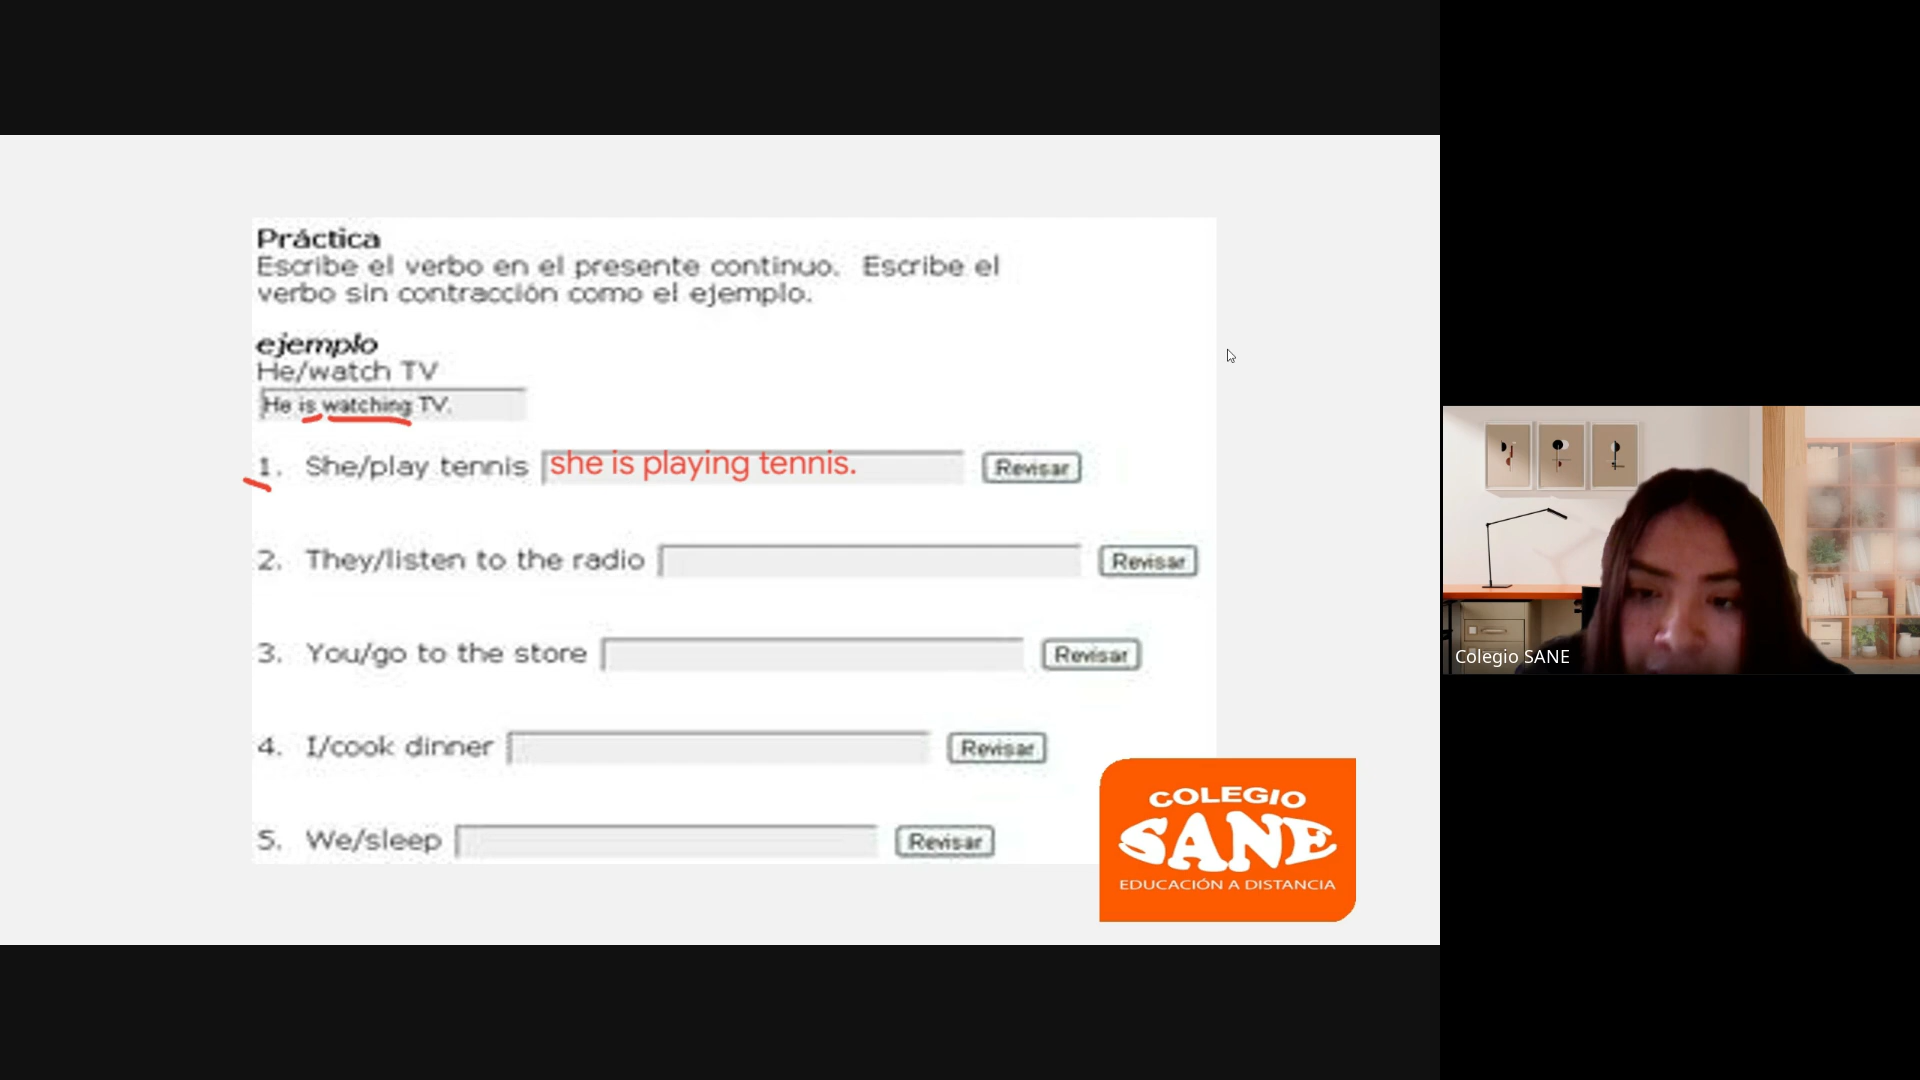 Práctica
Escribe el verbo en el presente continuo. Escribe el
verbo sin contracción como el ejemplo.
ejemplo
He/watch TV
He is watching TV.
1. She/play tennis she is playing tennis. Revisar
2. They/listen to the radio Revisar
3. You/go to the store Revisar
4. I/cook dinner Revisar
5. We/sleep Revisar
COLEGIO
SANE
EDUCACIÓN A DISTANCIA
Colegio SANE